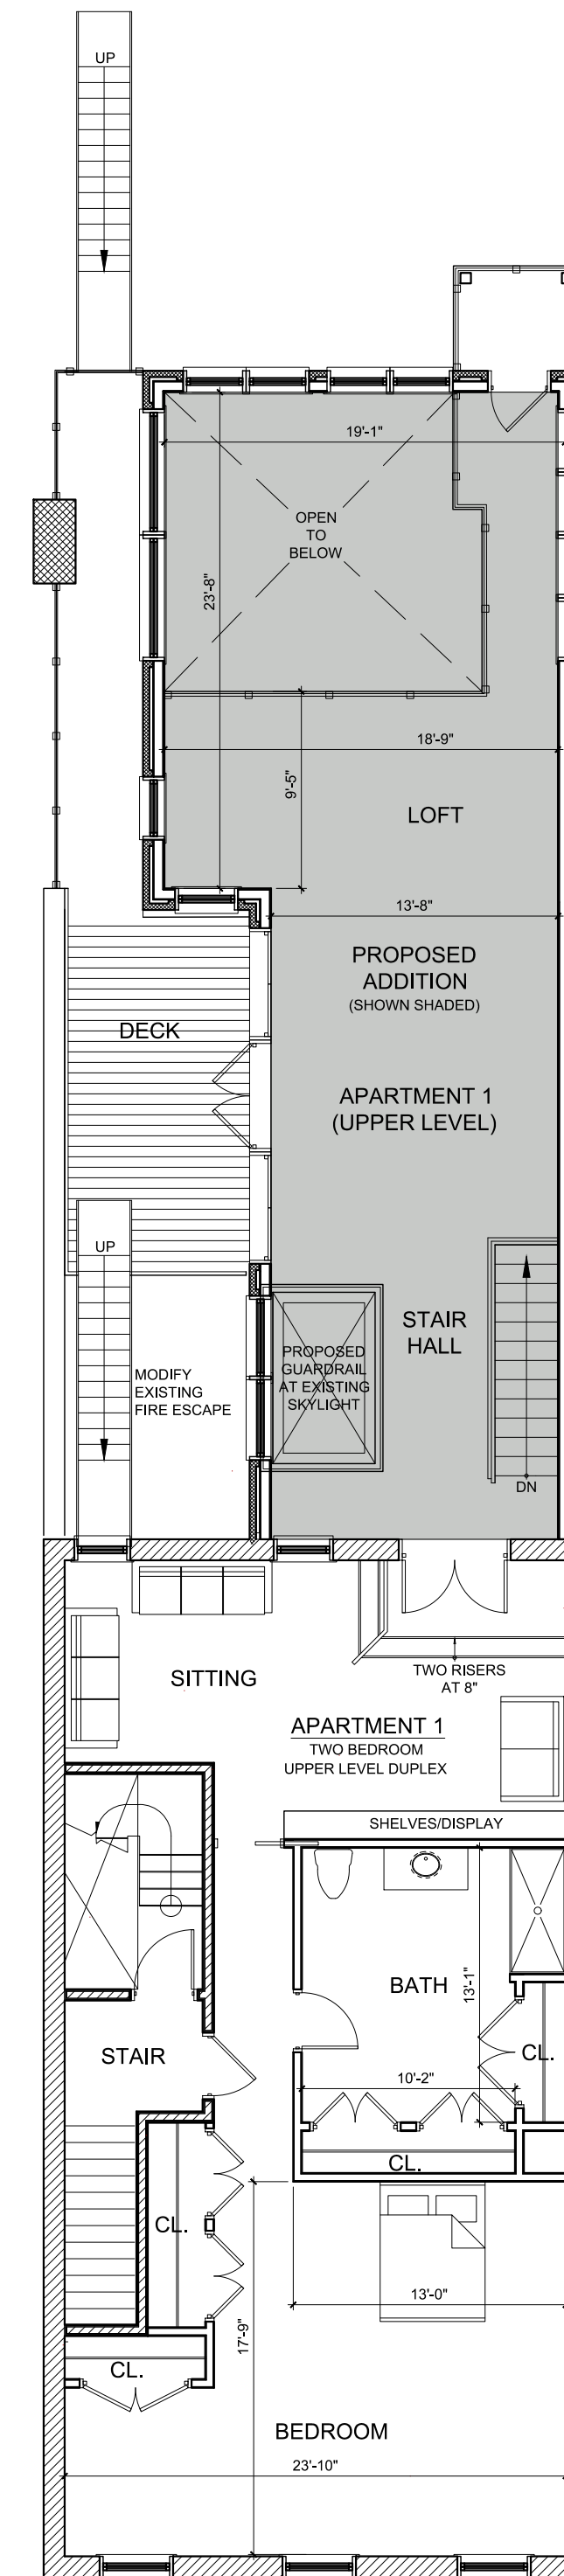 UP
19'-1"
OPEN
TO
BELOW
23'-8"
18'-9"
9'-5"
LOFT
13'-8"
PROPOSED
ADDITION
(SHOWN SHADED)
DECK
APARTMENT 1
(UPPER LEVEL)
UP
STAIR
HALL
PROPOSED
GUARDRAIL
AT EXISTING
SKYLIGHT
MODIFY
EXISTING
FIRE ESCAPE
DN
SITTING
TWO RISERS
AT 8"
APARTMENT 1
TWO BEDROOM
UPPER LEVEL DUPLEX
SHELVES/DISPLAY
BATH
13'-1"
STAIR
CL.
10'-2"
CL.
CL.
13'-0"
17'-9"
CL.
BEDROOM
23'-10"